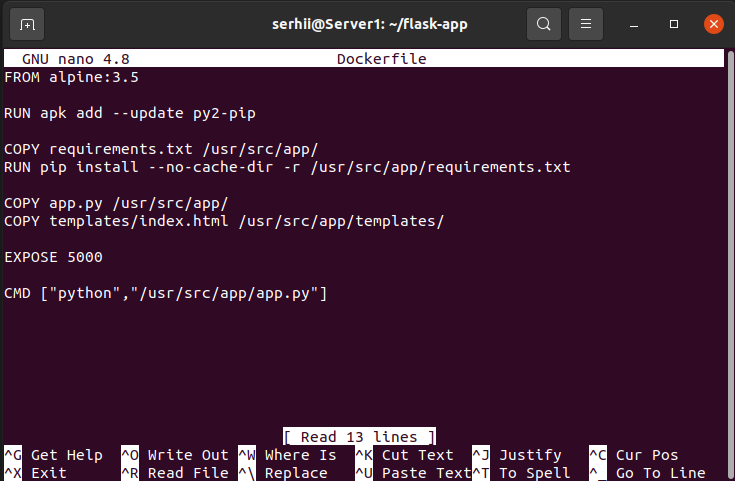 serhii@Server1: ~/flask-app
GNU nano 4.8 Dockerfile
FROM alpine:3.5
RUN apk add --update py2-pip
COPY requirements.txt /usr/src/app/
RUN pip install --no-cache-dir -r /usr/src/app/requirements.txt
COPY app.py /usr/src/app/
COPY templates/index.html /usr/src/app/templates/
EXPOSE 5000
CMD ["python","/usr/src/app/app.py"]
[ Read 13 lines ]
^G Get Help ^O Write Out ^W Where Is ^K Cut Text ^J Justify ^C Cur Pos
^X Exit ^R Read File ^\ Replace ^U Paste Text ^T To Spell ^_ Go To Line